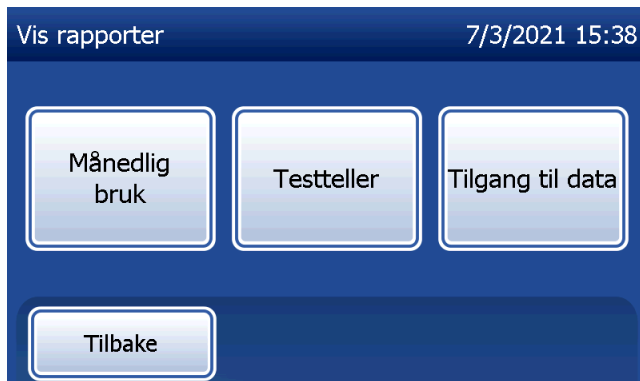 Vis rapporter 7/3/2021 15:38
Månedlig
bruk
Testteller
Tilgang til data
Tilbake